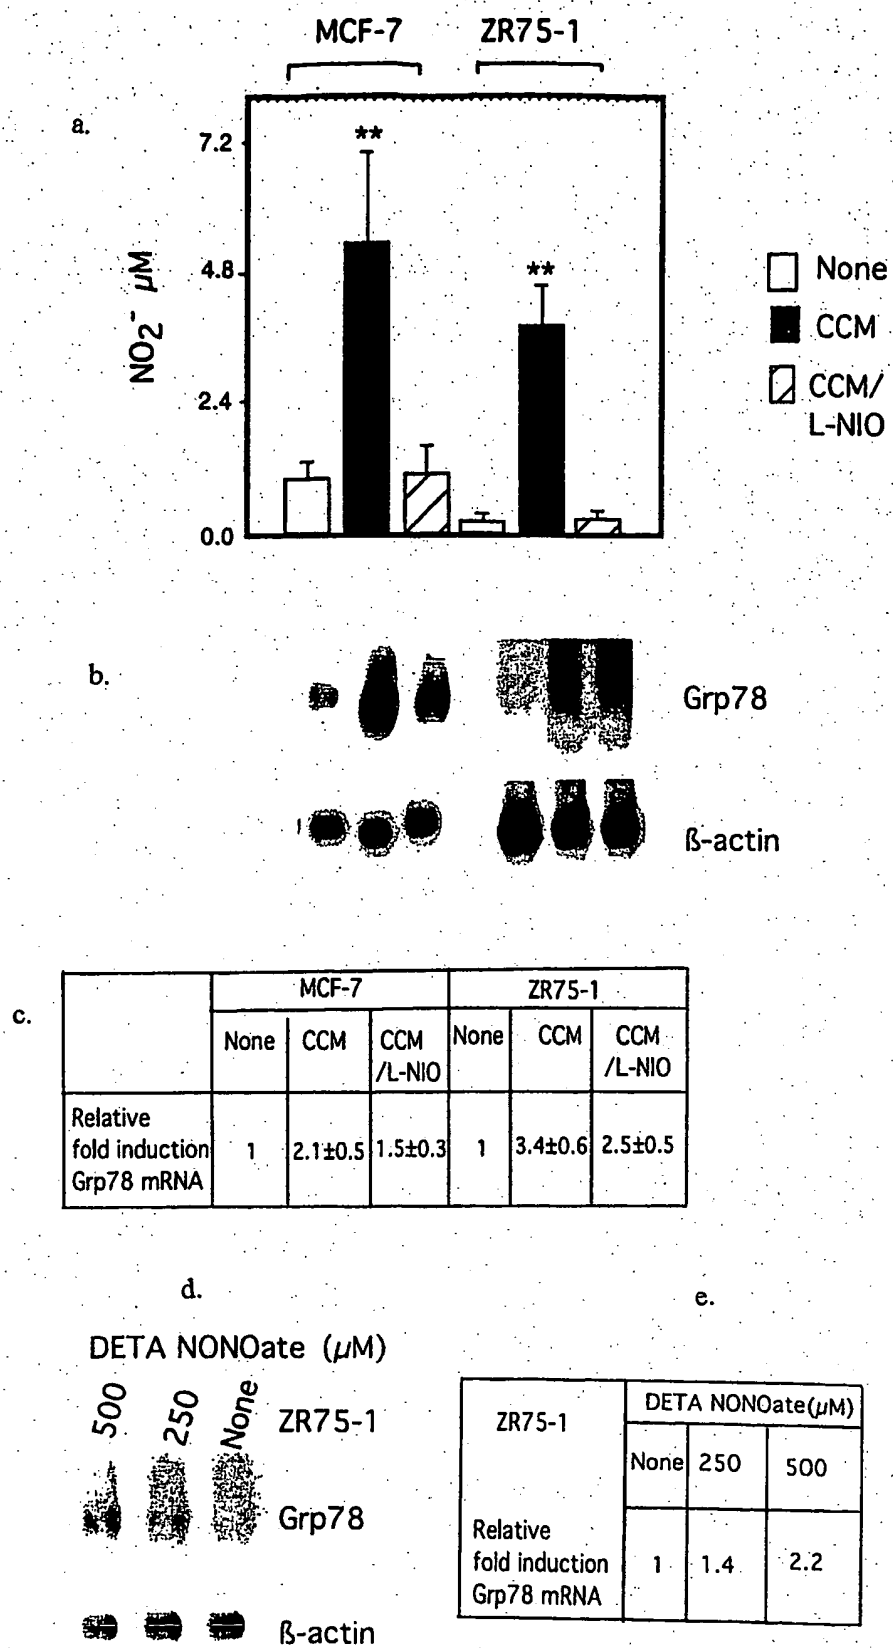 MCF-7 ZR75-1
a.
7.2
4.8
2.4
0.0
NO2- µM
**
**
None
CCM
CCM/
L-NIO
b.
Grp78
ß-actin
c.
MCF-7 ZR75-1
None CCM CCM /L-NIO None CCM CCM /L-NIO
Relative
fold induction
Grp78 mRNA
1 2.1±0.5 1.5±0.3 1 3.4±0.6 2.5±0.5
d.
DETA NONOate (µM)
500 250 None ZR75-1
Grp78
ß-actin
e.
ZR75-1
DETA NONOate(µM)
None 250 500
Relative
fold induction
Grp78 mRNA
1 1.4 2.2